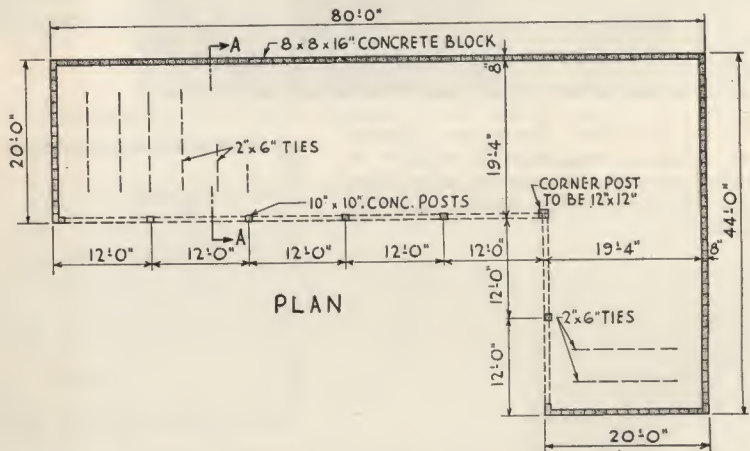 80'-0"
A
8 x 8 x 16" CONCRETE BLOCK
8"
20'-0"
2" x 6" TIES
19'-4"
CORNER POST
TO BE 12" x 12"
10" x 10" CONC. POSTS
A
44'-0"
12'-0"
12'-0"
12'-0"
12'-0"
12'-0"
19'-4"
8"
12'-0"
PLAN
2" x 6" TIES
12'-0"
20'-0"